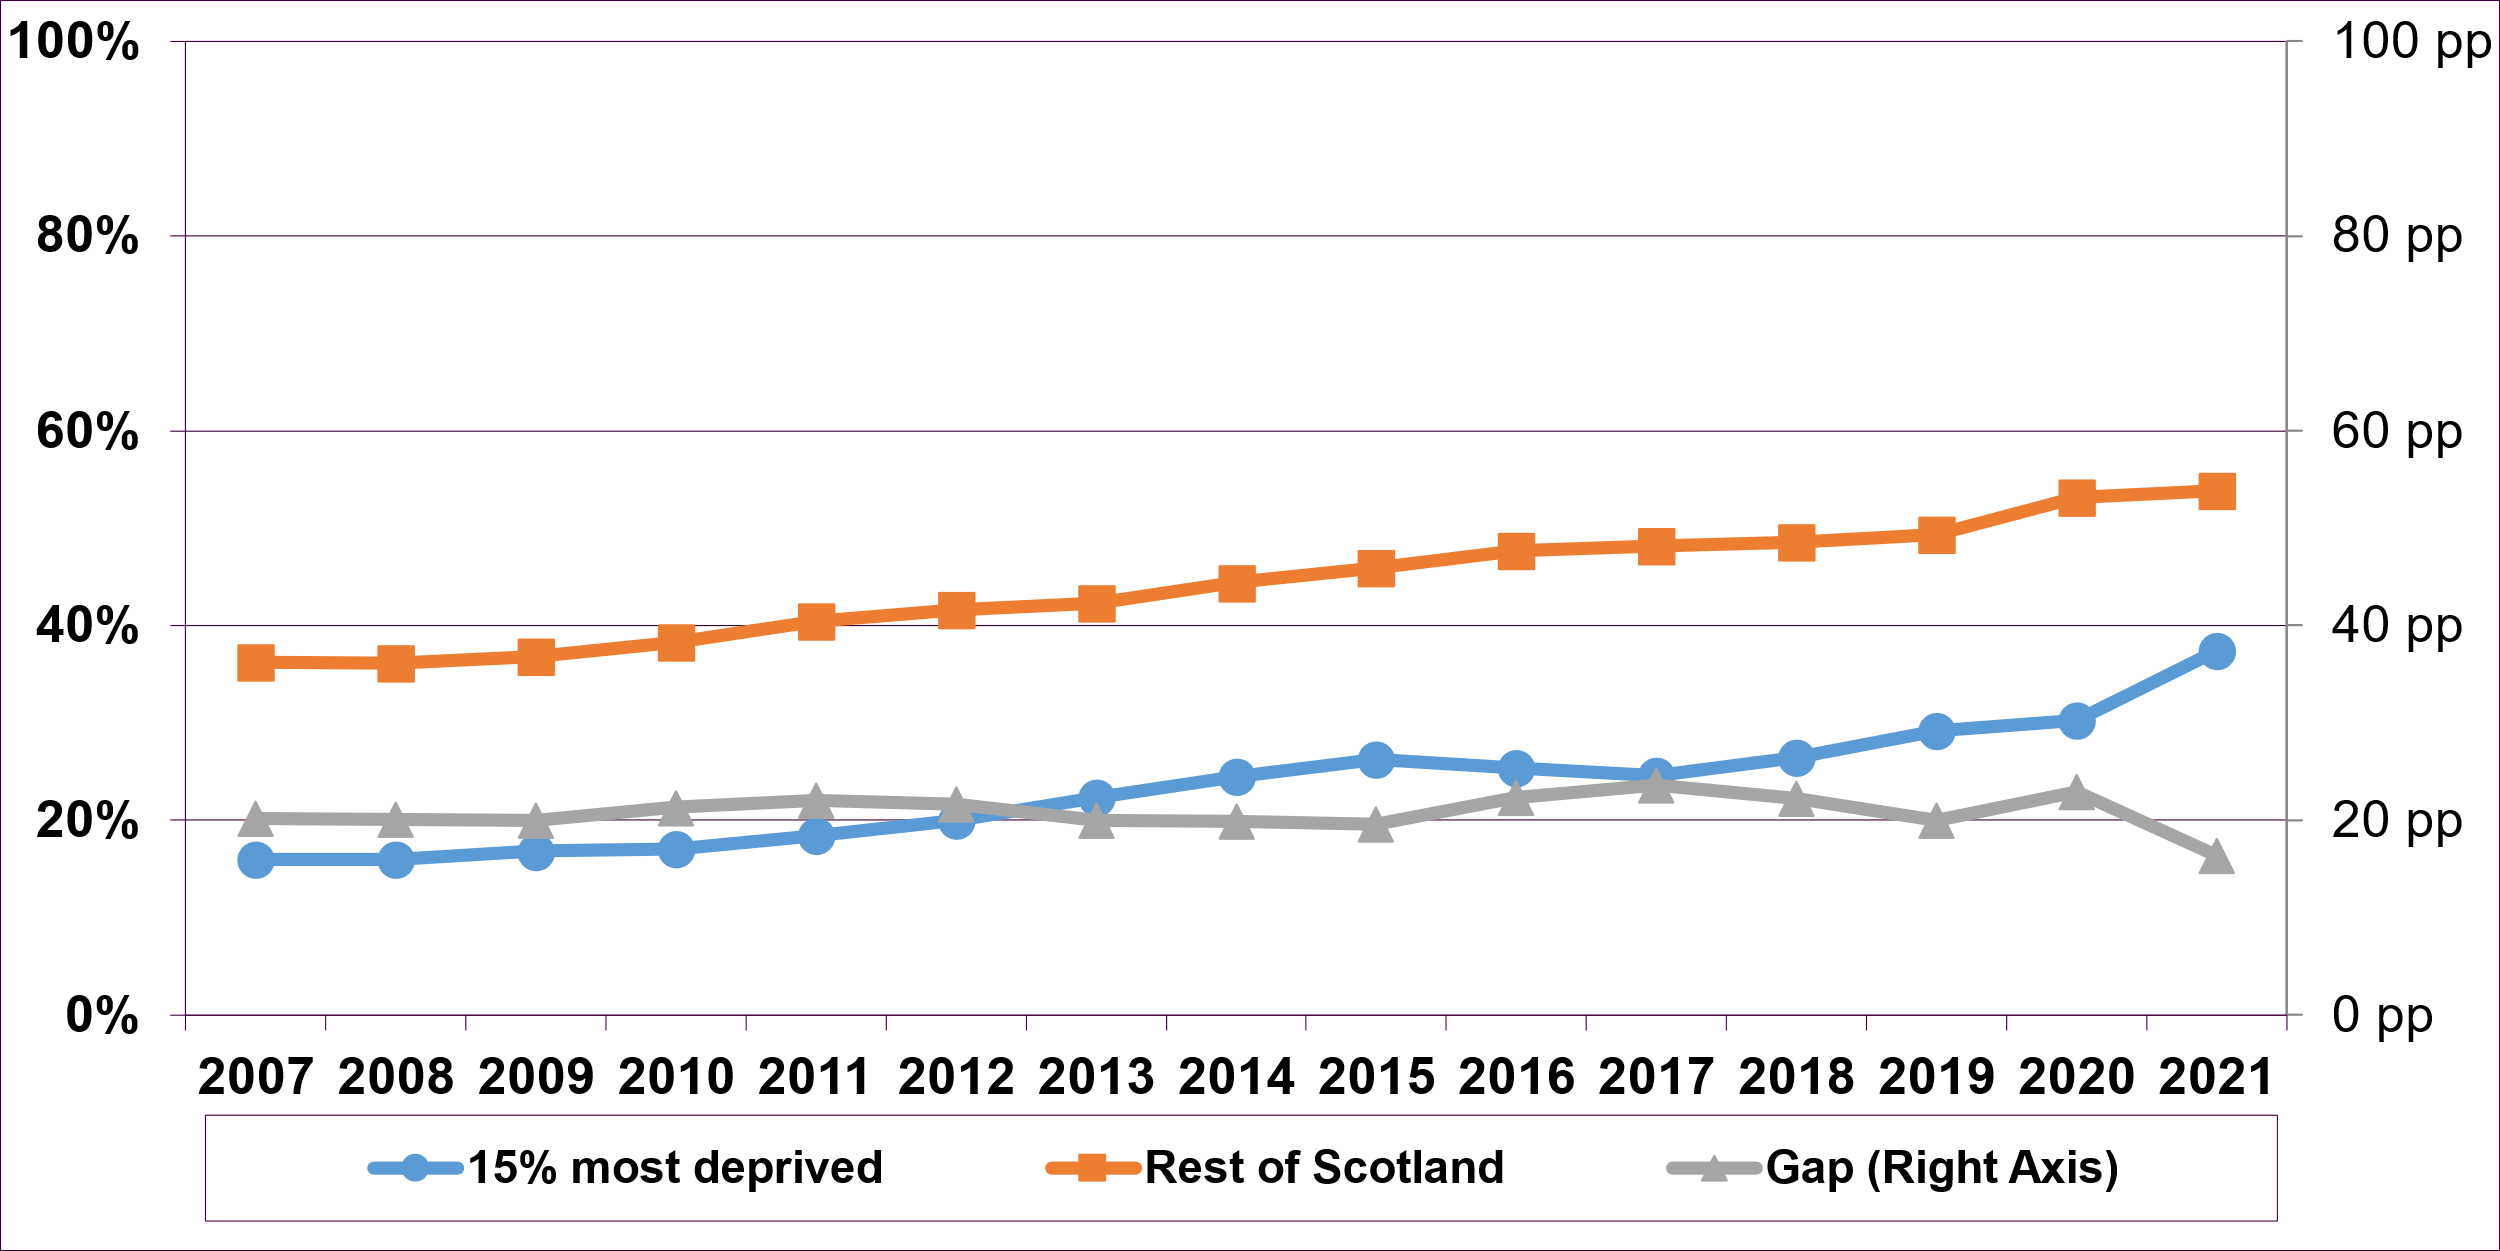 100% 100 pp
80% 80 pp
60% 60 pp
40% 40 pp
20% 20 pp
0% 0 pp
2007 2008 2009 2010 2011 2012 2013 2014 2015 2016 2017 2018 2019 2020 2021
15% most deprived Rest of Scotland Gap (Right Axis)